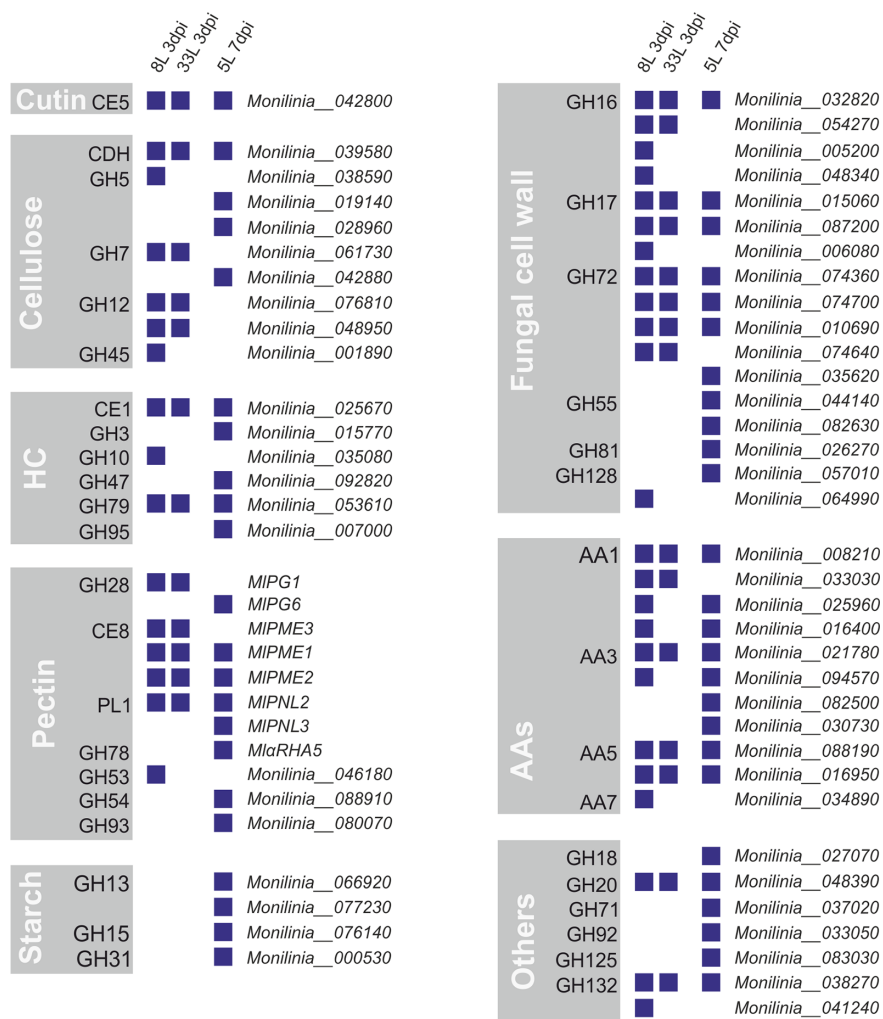 8L 3dpi 33L 3dpi 5L 7dpi
Cutin CE5 Monilinia__042800
Cellulose
CDH Monilinia__039580
GH5 Monilinia__038590
Monilinia__019140
Monilinia__028960
GH7 Monilinia__061730
Monilinia__042880
GH12 Monilinia__076810
Monilinia__048950
GH45 Monilinia__001890
HC
CE1 Monilinia__025670
GH3 Monilinia__015770
GH10 Monilinia__035080
GH47 Monilinia__092820
GH79 Monilinia__053610
GH95 Monilinia__007000
Pectin
GH28 MlPG1
MlPG6
CE8 MlPME3
MlPME1
MlPME2
PL1 MlPNL2
MlPNL3
GH78 MlαRHA5
GH53 Monilinia__046180
GH54 Monilinia__088910
GH93 Monilinia__080070
Starch
GH13 Monilinia__066920
Monilinia__077230
GH15 Monilinia__076140
GH31 Monilinia__000530
8L 3dpi 33L 3dpi 5L 7dpi
Fungal cell wall
GH16 Monilinia__032820
Monilinia__054270
Monilinia__005200
Monilinia__048340
GH17 Monilinia__015060
Monilinia__087200
Monilinia__006080
GH72 Monilinia__074360
Monilinia__074700
Monilinia__010690
Monilinia__074640
Monilinia__035620
GH55 Monilinia__044140
Monilinia__082630
GH81 Monilinia__026270
GH128 Monilinia__057010
Monilinia__064990
AAs
AA1 Monilinia__008210
Monilinia__033030
Monilinia__025960
Monilinia__016400
AA3 Monilinia__021780
Monilinia__094570
Monilinia__082500
Monilinia__030730
AA5 Monilinia__088190
Monilinia__016950
AA7 Monilinia__034890
Others
GH18 Monilinia__027070
GH20 Monilinia__048390
GH71 Monilinia__037020
GH92 Monilinia__033050
GH125 Monilinia__083030
GH132 Monilinia__038270
Monilinia__041240